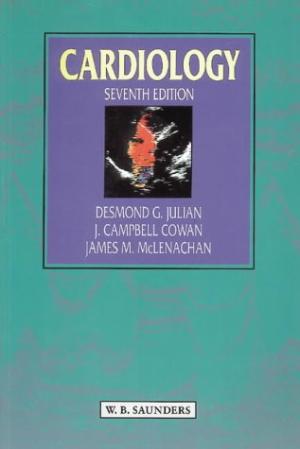 CARDIOLOGY
SEVENTH EDITION
DESMOND G. JULIAN
J. CAMPBELL COWAN
JAMES M. McLENACHAN
W. B. SAUNDERS